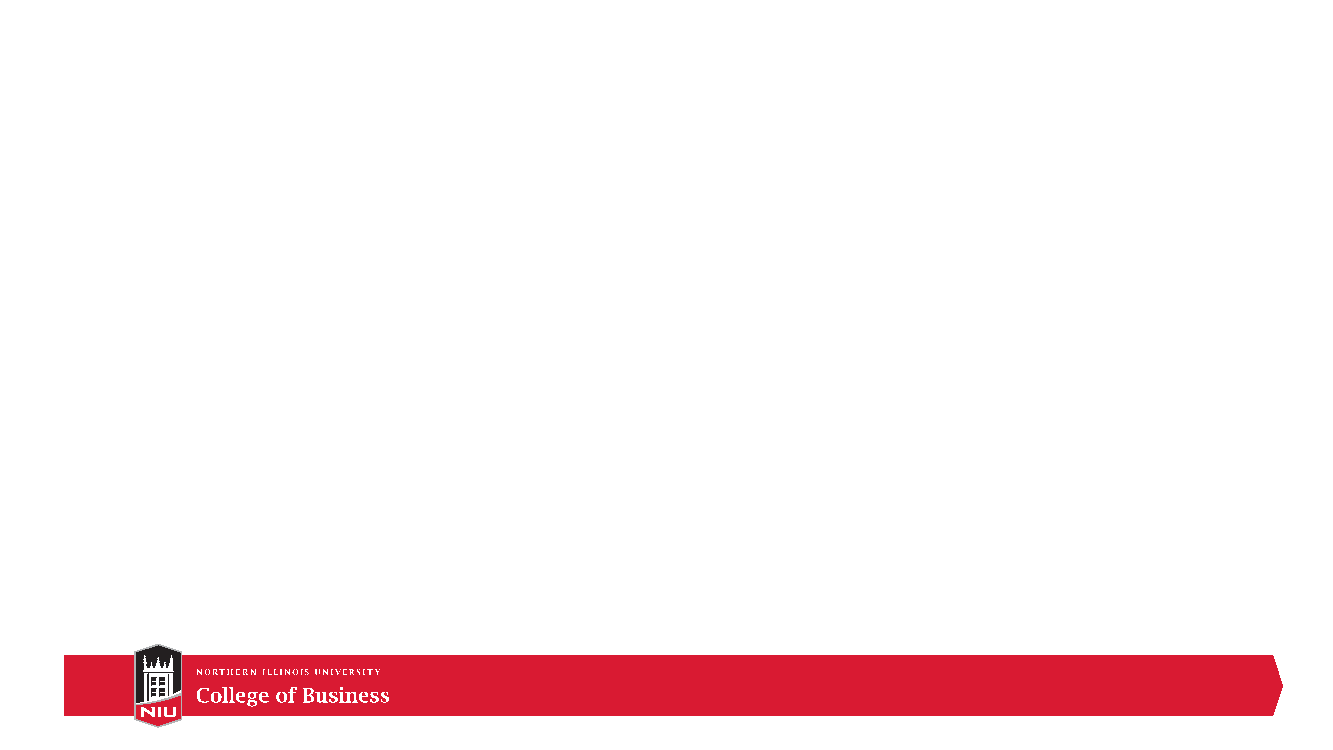 NORTHERN ILLINOIS UNIVERSITY
College of Business
NIU